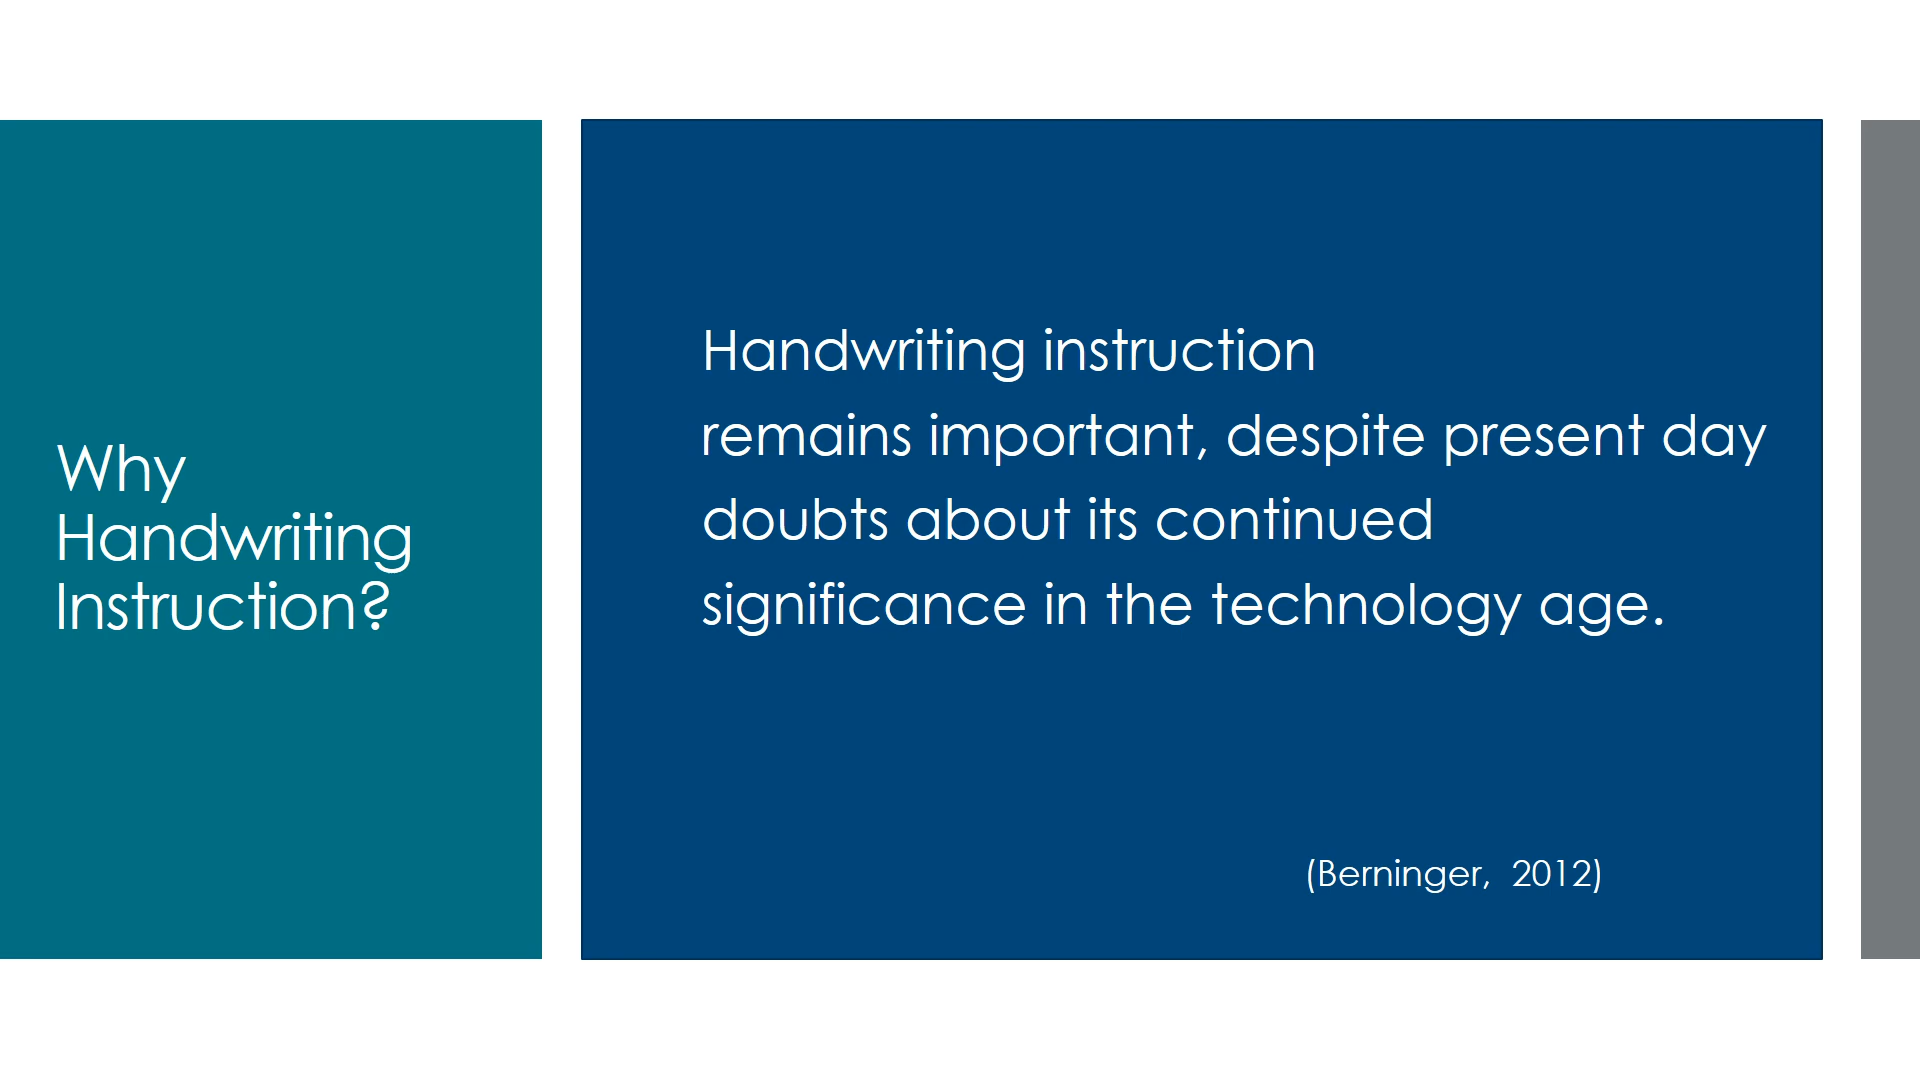 Why
Handwriting
Instruction?
Handwriting instruction
remains important, despite present day
doubts about its continued
significance in the technology age.
(Berninger, 2012)